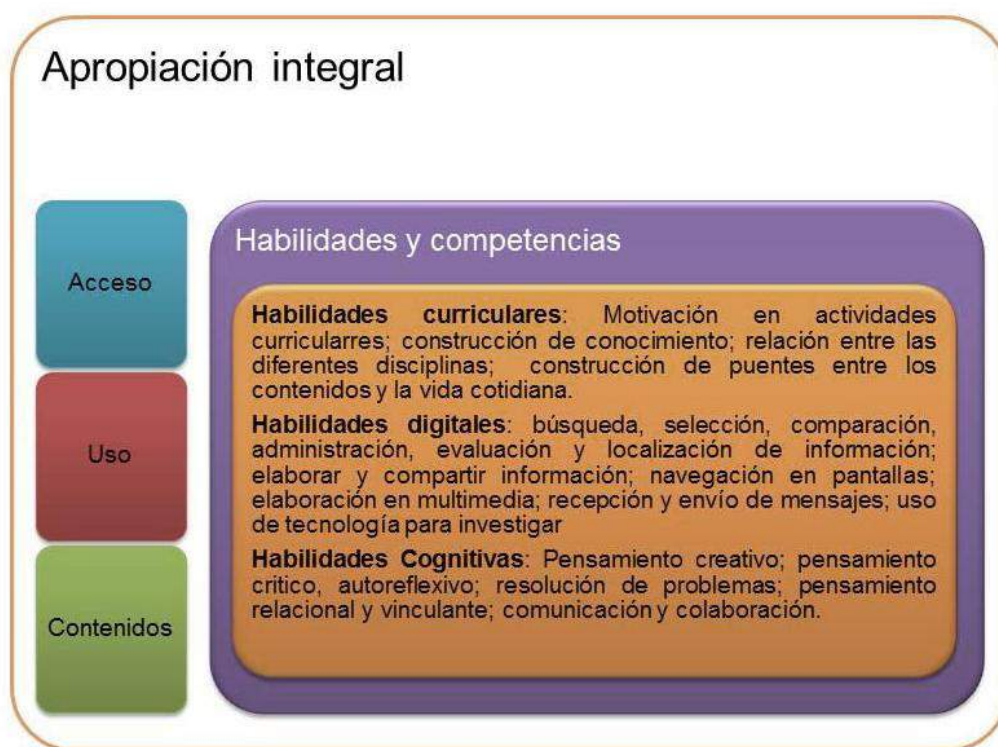 Apropiación integral
Acceso
Uso
Contenidos
Habilidades y competencias
Habilidades curriculares: Motivación en actividades
curricularres; construcción de conocimiento; relación entre las
diferentes disciplinas; construcción de puentes entre los
contenidos y la vida cotidiana.
Habilidades digitales: búsqueda, selección, comparación,
administración, evaluación y localización de información;
elaborar y compartir información; navegación en pantallas;
elaboración en multimedia; recepción y envío de mensajes; uso
de tecnología para investigar
Habilidades Cognitivas: Pensamiento creativo; pensamiento
critico, autoreflexivo; resolución de problemas; pensamiento
relacional y vinculante; comunicación y colaboración.